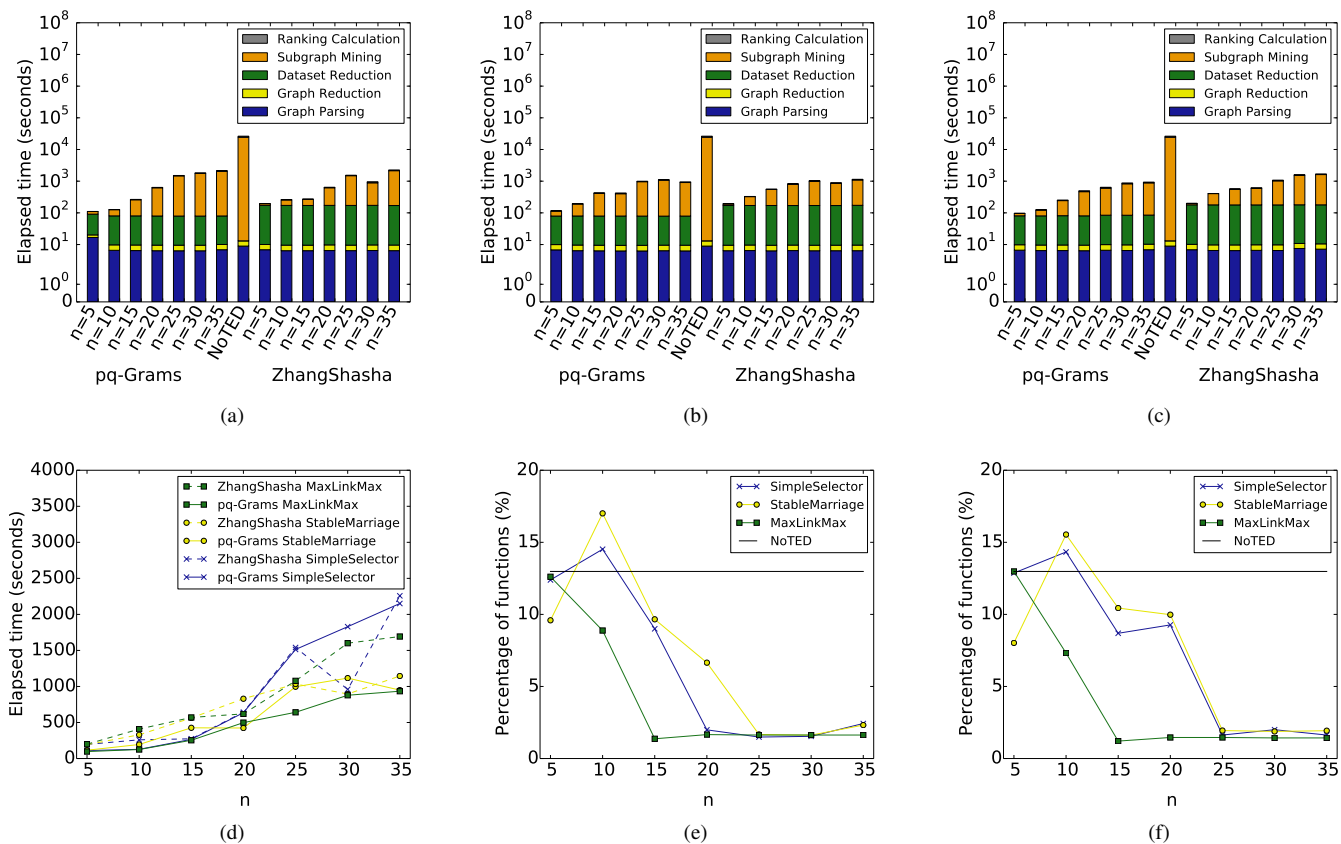 10^8
10^7
10^6
10^5
10^4
10^3
10^2
10^1
10^0
0
Elapsed time (seconds)
Ranking Calculation
Subgraph Mining
Dataset Reduction
Graph Reduction
Graph Parsing
n=5
n=10
n=15
n=20
n=25
n=30
n=35
NoTED
n=5
n=10
n=15
n=20
n=25
n=30
n=35
pq-Grams
ZhangShasha
(a)
10^8
10^7
10^6
10^5
10^4
10^3
10^2
10^1
10^0
0
Elapsed time (seconds)
Ranking Calculation
Subgraph Mining
Dataset Reduction
Graph Reduction
Graph Parsing
n=5
n=10
n=15
n=20
n=25
n=30
n=35
NoTED
n=5
n=10
n=15
n=20
n=25
n=30
n=35
pq-Grams
ZhangShasha
(b)
10^8
10^7
10^6
10^5
10^4
10^3
10^2
10^1
10^0
0
Elapsed time (seconds)
Ranking Calculation
Subgraph Mining
Dataset Reduction
Graph Reduction
Graph Parsing
n=5
n=10
n=15
n=20
n=25
n=30
n=35
NoTED
n=5
n=10
n=15
n=20
n=25
n=30
n=35
pq-Grams
ZhangShasha
(c)
4000
3500
3000
2500
2000
1500
1000
500
0
Elapsed time (seconds)
ZhangShasha MaxLinkMax
pq-Grams MaxLinkMax
ZhangShasha StableMarriage
pq-Grams StableMarriage
ZhangShasha SimpleSelector
pq-Grams SimpleSelector
5 10 15 20 25 30 35
n
(d)
20
15
10
5
0
Percentage of functions (%)
SimpleSelector
StableMarriage
MaxLinkMax
NoTED
5 10 15 20 25 30 35
n
(e)
20
15
10
5
0
Percentage of functions (%)
SimpleSelector
StableMarriage
MaxLinkMax
NoTED
5 10 15 20 25 30 35
n
(f)